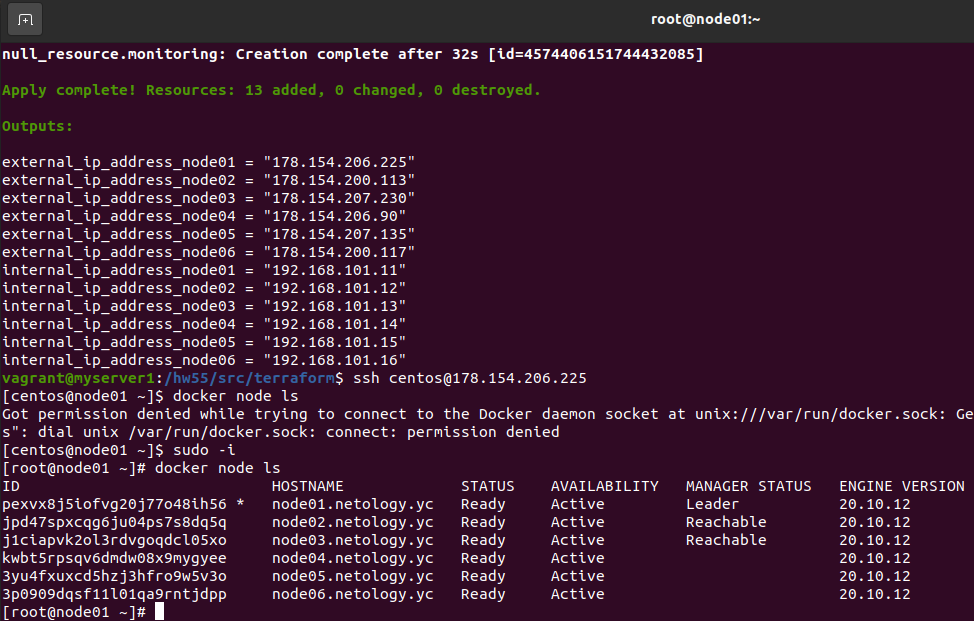 root@node01:~
null_resource.monitoring: Creation complete after 32s [id=4574406151744432085]
Apply complete! Resources: 13 added, 0 changed, 0 destroyed.
Outputs:
external_ip_address_node01 = "178.154.206.225"
external_ip_address_node02 = "178.154.200.113"
external_ip_address_node03 = "178.154.207.230"
external_ip_address_node04 = "178.154.206.90"
external_ip_address_node05 = "178.154.207.135"
external_ip_address_node06 = "178.154.200.117"
internal_ip_address_node01 = "192.168.101.11"
internal_ip_address_node02 = "192.168.101.12"
internal_ip_address_node03 = "192.168.101.13"
internal_ip_address_node04 = "192.168.101.14"
internal_ip_address_node05 = "192.168.101.15"
internal_ip_address_node06 = "192.168.101.16"
vagrant@myserver1:/hw55/src/terraform$ ssh centos@178.154.206.225
[centos@node01 ~]$ docker node ls
Got permission denied while trying to connect to the Docker daemon socket at unix:///var/run/docker.sock: Ge
s": dial unix /var/run/docker.sock: connect: permission denied
[centos@node01 ~]$ sudo -i
[root@node01 ~]# docker node ls
ID HOSTNAME STATUS AVAILABILITY MANAGER STATUS ENGINE VERSION
pexvx8j5iofvg20j77o48ih56 * node01.netology.yc Ready Active Leader 20.10.12
jpd47spxcqg6ju04ps7s8dq5q node02.netology.yc Ready Active Reachable 20.10.12
j1ciapvk2ol3rdvgoqdcl05xo node03.netology.yc Ready Active Reachable 20.10.12
kwbt5rpsqv6dmdw08x9mygyee node04.netology.yc Ready Active 20.10.12
3yu4fxuxcd5hzj3hfro9w5v3o node05.netology.yc Ready Active 20.10.12
3p0909dqsf11l01qa9rntjdpp node06.netology.yc Ready Active 20.10.12
[root@node01 ~]#